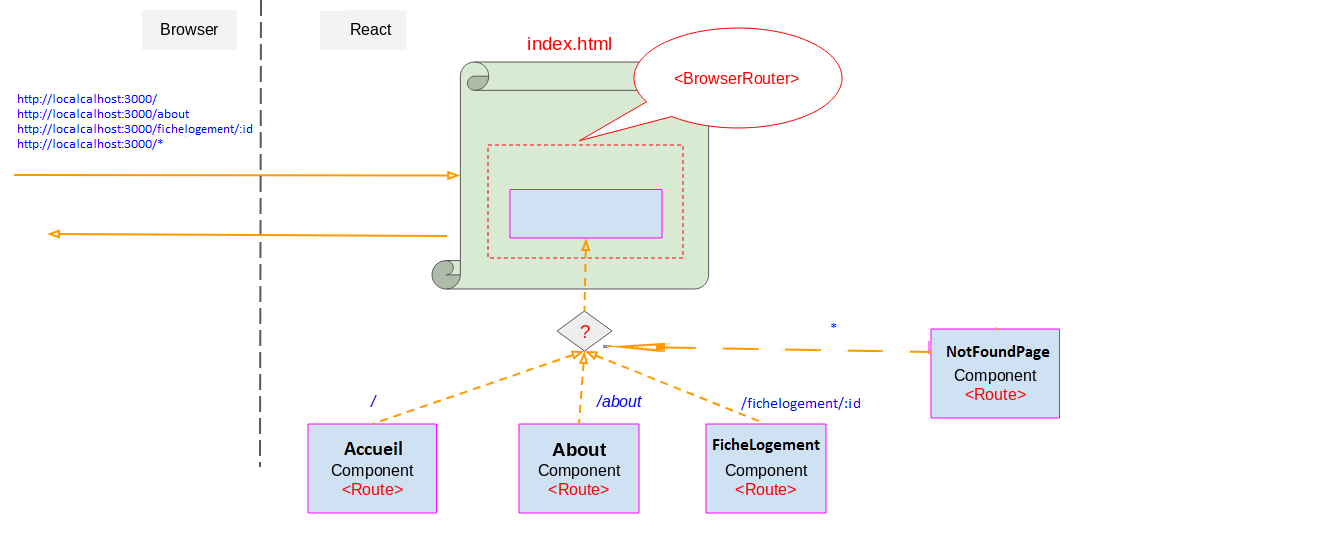 Browser
React
index.html
<BrowserRouter>
http://localcalhost:3000/
http://localcalhost:3000/about
http://localcalhost:3000/fichelogement/:id
http://localcalhost:3000/*
?
*
/
/about
/fichelogement/:id
NotFoundPage
Component
<Route>
Accueil
Component
<Route>
About
Component
<Route>
FicheLogement
Component
<Route>